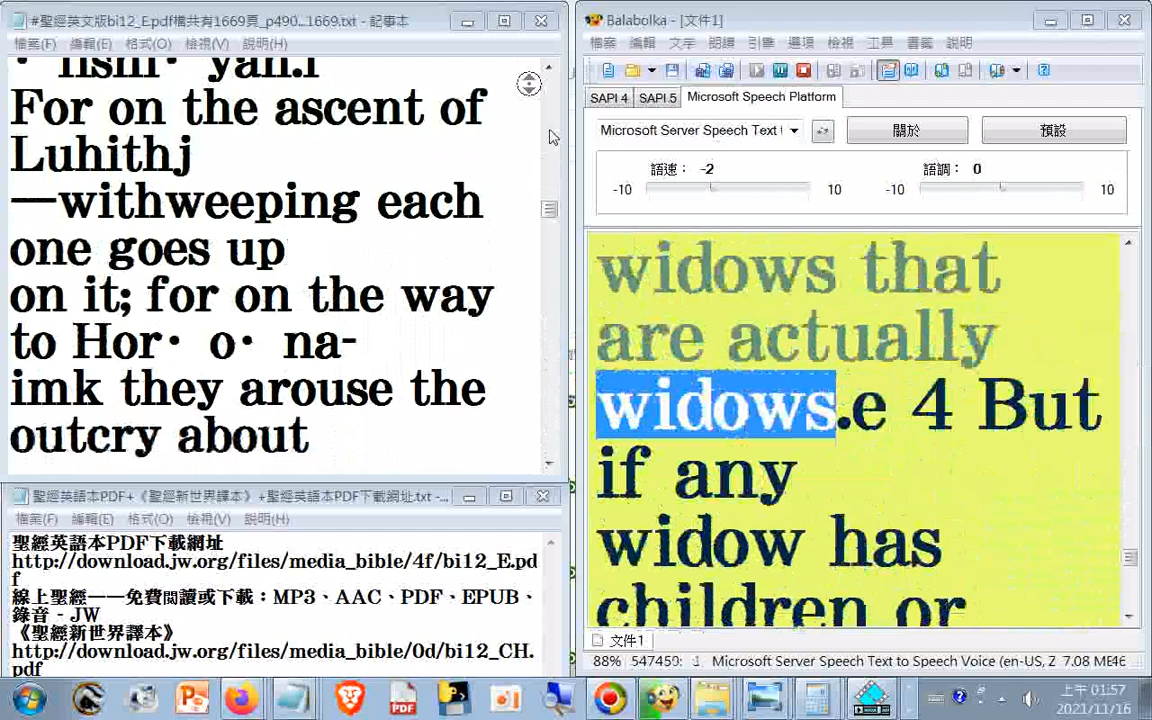 #聖經英文版bi12_E.pdf檔共有1669頁_p490...1669.txt - 記事本
檔案(F) 編輯(E) 格式(O) 檢視(V) 說明(H)
For on the ascent of
Luhithj
—withweeping each
one goes up
on it; for on the way
to Hor· o· na-
imk they arouse the
outcry about
聖經英語本PDF+《聖經新世界譯本》+聖經英語本PDF下載網址.txt -...
檔案(F) 編輯(E) 格式(O) 檢視(V) 說明(H)
聖經英語本PDF下載網址
http://download.jw.org/files/media_bible/4f/bi12_E.pd
f
線上聖經——免費閱讀或下載：MP3、AAC、PDF、EPUB、
錄音 - JW
《聖經新世界譯本》
http://download.jw.org/files/media_bible/0d/bi12_CH.
pdf
Balabolka - [文件1]
檔案 編輯 文字 朗讀 引擎 選項 檢視 工具 書籤 說明
SAPI 4 SAPI 5 Microsoft Speech Platform
Microsoft Server Speech Text 關於 預設
語速： -2 語調： 0
-10 10 -10 10
widows that
are actually
widows.e 4 But
if any
widow has
children or
文件1
88% 547459: 1 Microsoft Server Speech Text to Speech Voice (en-US, Z 7.08 ME46
上午 01:57
2021/11/16